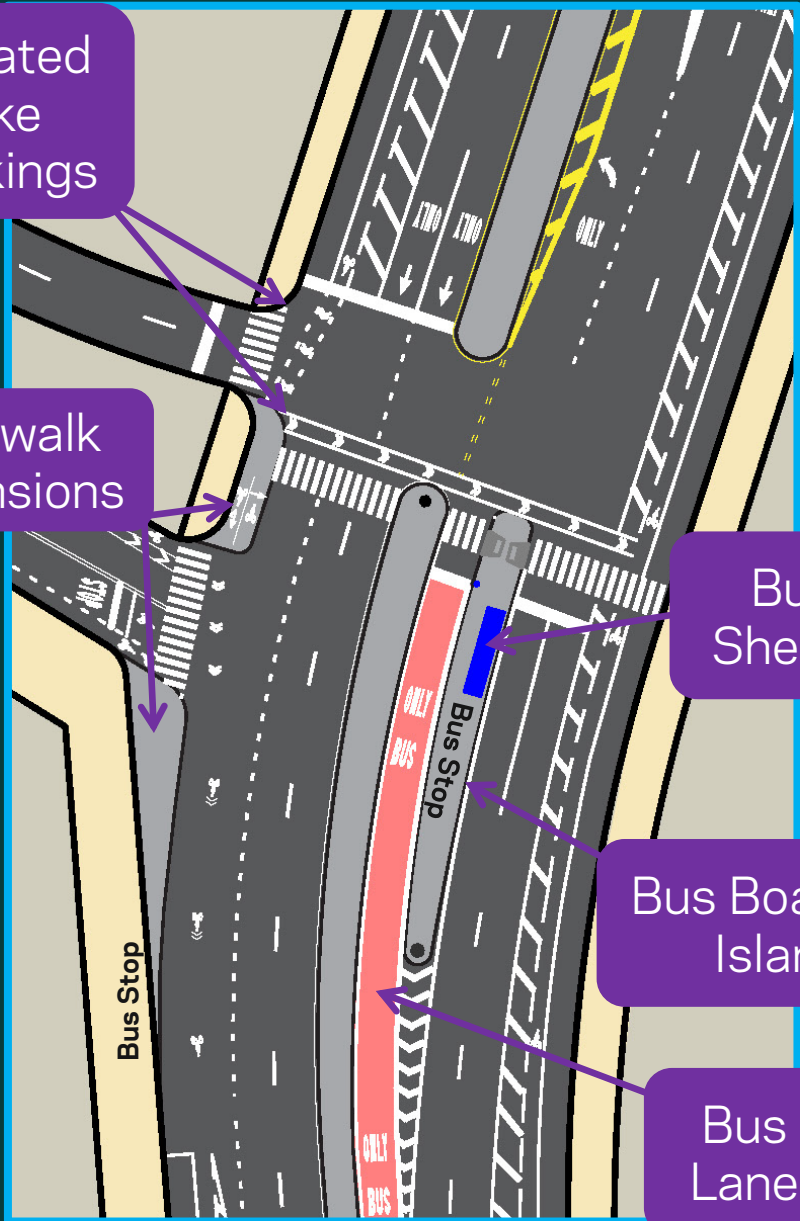 ated
ke
kings
walk
nsions
ONLY
ONLY
ONLY
Bu
She
ONLY
BUS
Bus Stop
Bus Boa
Islan
Bus Stop
Bus
Lane
ONLY
BUS